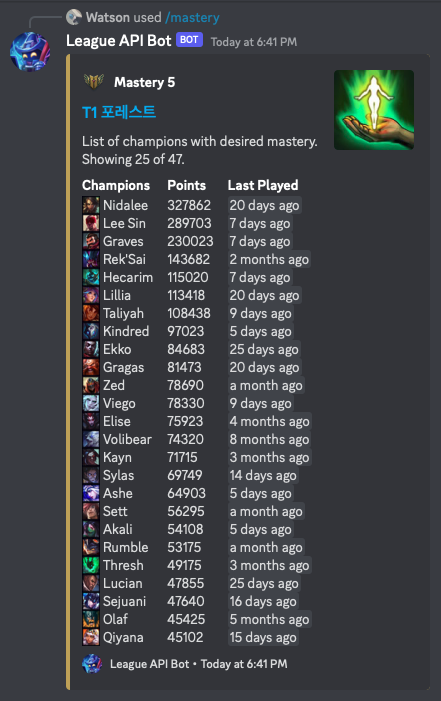 Watson used /mastery
League API Bot BOT Today at 6:41 PM
Mastery 5
T1 포레스트
List of champions with desired mastery.
Showing 25 of 47.
Champions Points Last Played
Nidalee 327862 20 days ago
Lee Sin 289703 7 days ago
Graves 230023 7 days ago
Rek'Sai 143682 2 months ago
Hecarim 115020 7 days ago
Lillia 113418 20 days ago
Taliyah 108438 9 days ago
Kindred 97023 5 days ago
Ekko 84683 25 days ago
Gragas 81473 20 days ago
Zed 78690 a month ago
Viego 78330 9 days ago
Elise 75923 4 months ago
Volibear 74320 8 months ago
Kayn 71715 3 months ago
Sylas 69749 14 days ago
Ashe 64903 5 days ago
Sett 56295 a month ago
Akali 54108 5 days ago
Rumble 53175 a month ago
Thresh 49175 3 months ago
Lucian 47855 25 days ago
Sejuani 47640 16 days ago
Olaf 45425 5 months ago
Qiyana 45102 15 days ago
League API Bot • Today at 6:41 PM